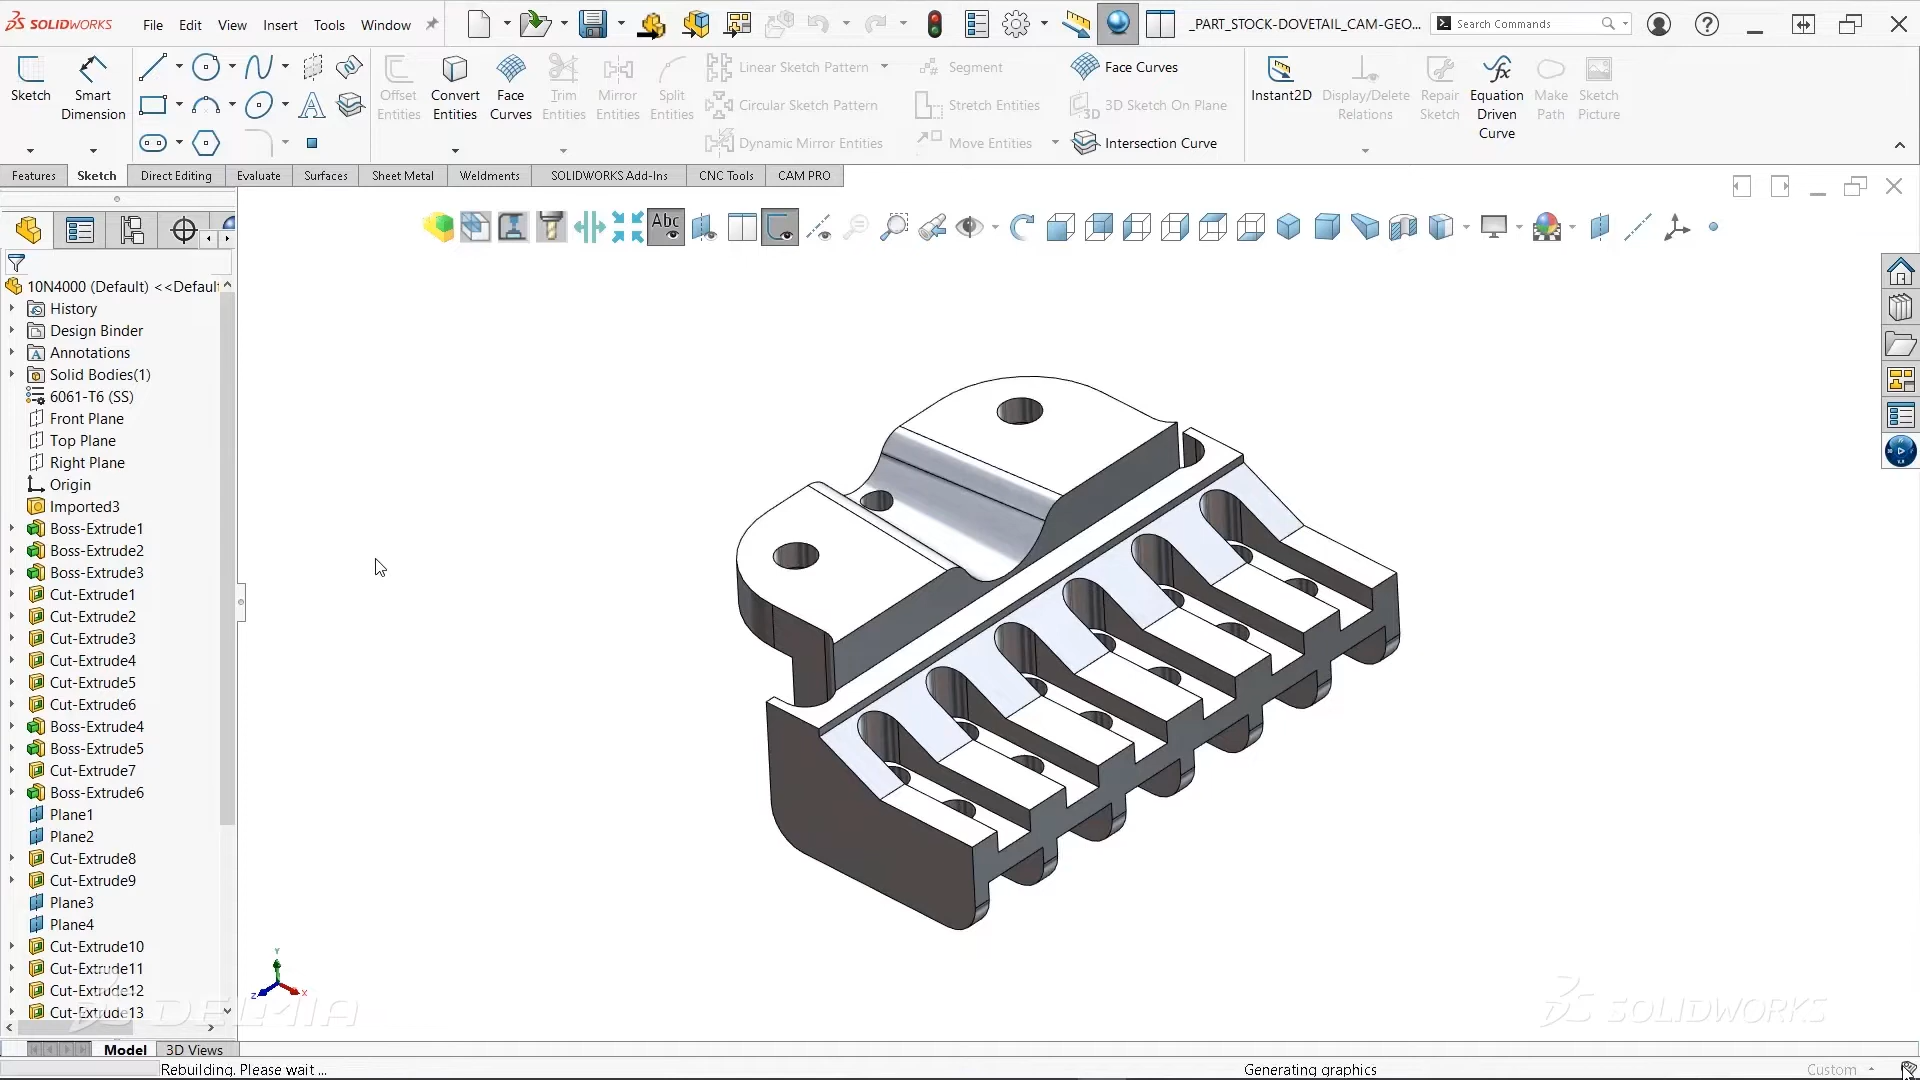 SOLIDWORKS
File Edit View Insert Tools Window
_PART_STOCK-DOVETAIL_CAM-GEO...
Search Commands
Sketch
Smart Dimension
Offset Entities
Convert Entities
Face Curves
Trim Entities
Mirror Entities
Split Entities
Linear Sketch Pattern
Circular Sketch Pattern
Dynamic Mirror Entities
Segment
Stretch Entities
Move Entities
Face Curves
3D Sketch On Plane
Intersection Curve
Instant2D
Display/Delete Relations
Repair Sketch
Equation Driven Curve
Make Path
Sketch Picture
Features Sketch Direct Editing Evaluate Surfaces Sheet Metal Weldments SOLIDWORKS Add-Ins CNC Tools CAM PRO
Abc
10N4000 (Default) <<Defaul
History
Design Binder
Annotations
Solid Bodies(1)
6061-T6 (SS)
Front Plane
Top Plane
Right Plane
Origin
Imported3
Boss-Extrude1
Boss-Extrude2
Boss-Extrude3
Cut-Extrude1
Cut-Extrude2
Cut-Extrude3
Cut-Extrude4
Cut-Extrude5
Cut-Extrude6
Boss-Extrude4
Boss-Extrude5
Cut-Extrude7
Boss-Extrude6
Plane1
Plane2
Cut-Extrude8
Cut-Extrude9
Plane3
Plane4
Cut-Extrude10
Cut-Extrude11
Cut-Extrude12
Cut-Extrude13
Y
Z X
DELMIA
SOLIDWORKS
Model 3D Views
Rebuilding. Please wait ...
Generating graphics
Custom